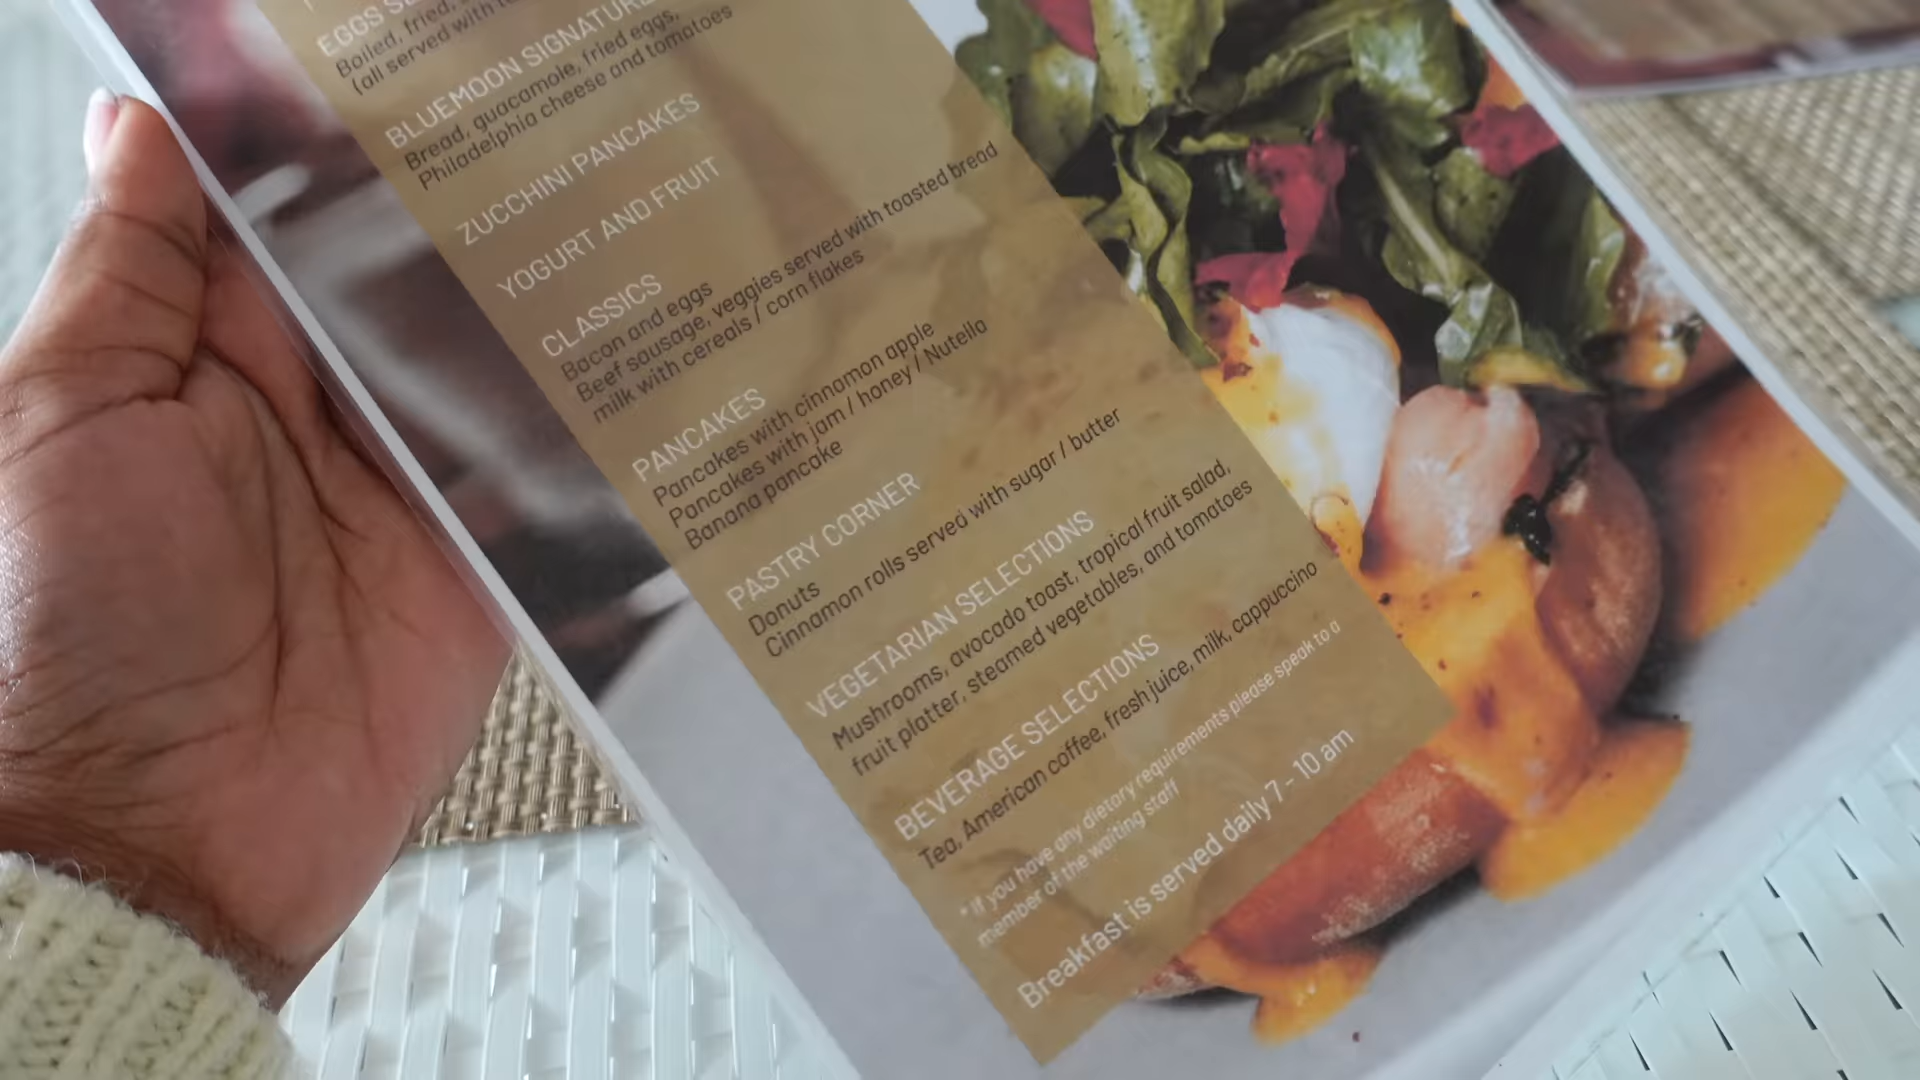 EGGS
Boiled, fried,
(all served with
BLUEMOON SIGNATURE
Bread, guacamole, fried eggs,
Philadelphia cheese and tomatoes
ZUCCHINI PANCAKES
YOGURT AND FRUIT
CLASSICS
Bacon and eggs
Beef sausage, veggies served with toasted bread
milk with cereals / corn flakes
PANCAKES
Pancakes with cinnamon apple
Pancakes with jam / honey / Nutella
Banana pancake
PASTRY CORNER
Donuts
Cinnamon rolls served with sugar / butter
VEGETARIAN SELECTIONS
Mushrooms, avocado toast, tropical fruit salad,
fruit platter, steamed vegetables, and tomatoes
BEVERAGE SELECTIONS
Tea, American coffee, fresh juice, milk, cappuccino
* If you have any dietary requirements please speak to a
member of the waiting staff
Breakfast is served daily 7 - 10 am